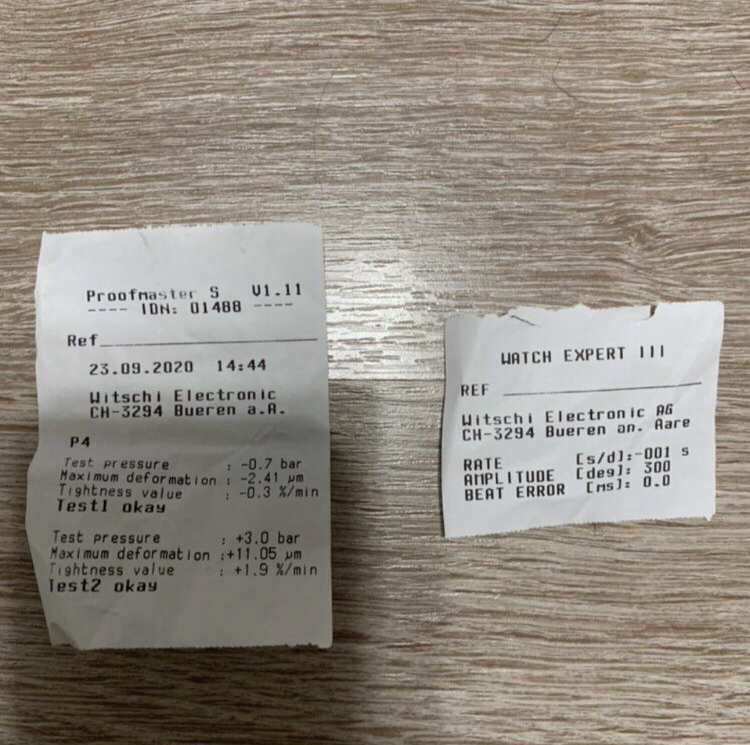 Proofmaster S V1.11
---- IDN: 01488 ----
Ref
23.09.2020 14:44
Witschi Electronic
CH-3294 Bueren a.A.
P4
Test pressure : -0.7 bar
Maximum deformation : -2.41 µm
Tightness value : -0.3 %/min
Test1 okay
Test pressure : +3.0 bar
Maximum deformation :+11.05 µm
Tightness value : +1.9 %/min
Test2 okay
WATCH EXPERT III
REF
Witschi Electronic AG
CH-3294 Bueren an. Aare
RATE [s/d]:-001 s
AMPLITUDE [deg]: 300
BEAT ERROR [ms]: 0.0